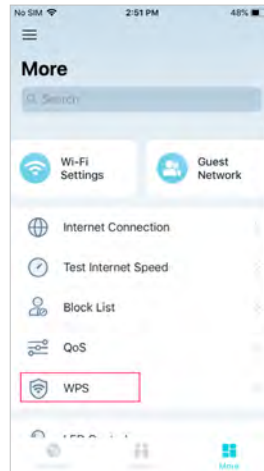 No SIM 2:51 PM 48%
More
Search
Wi-Fi
Settings
Guest
Network
Internet Connection
Test Internet Speed
Block List
QoS
WPS
More